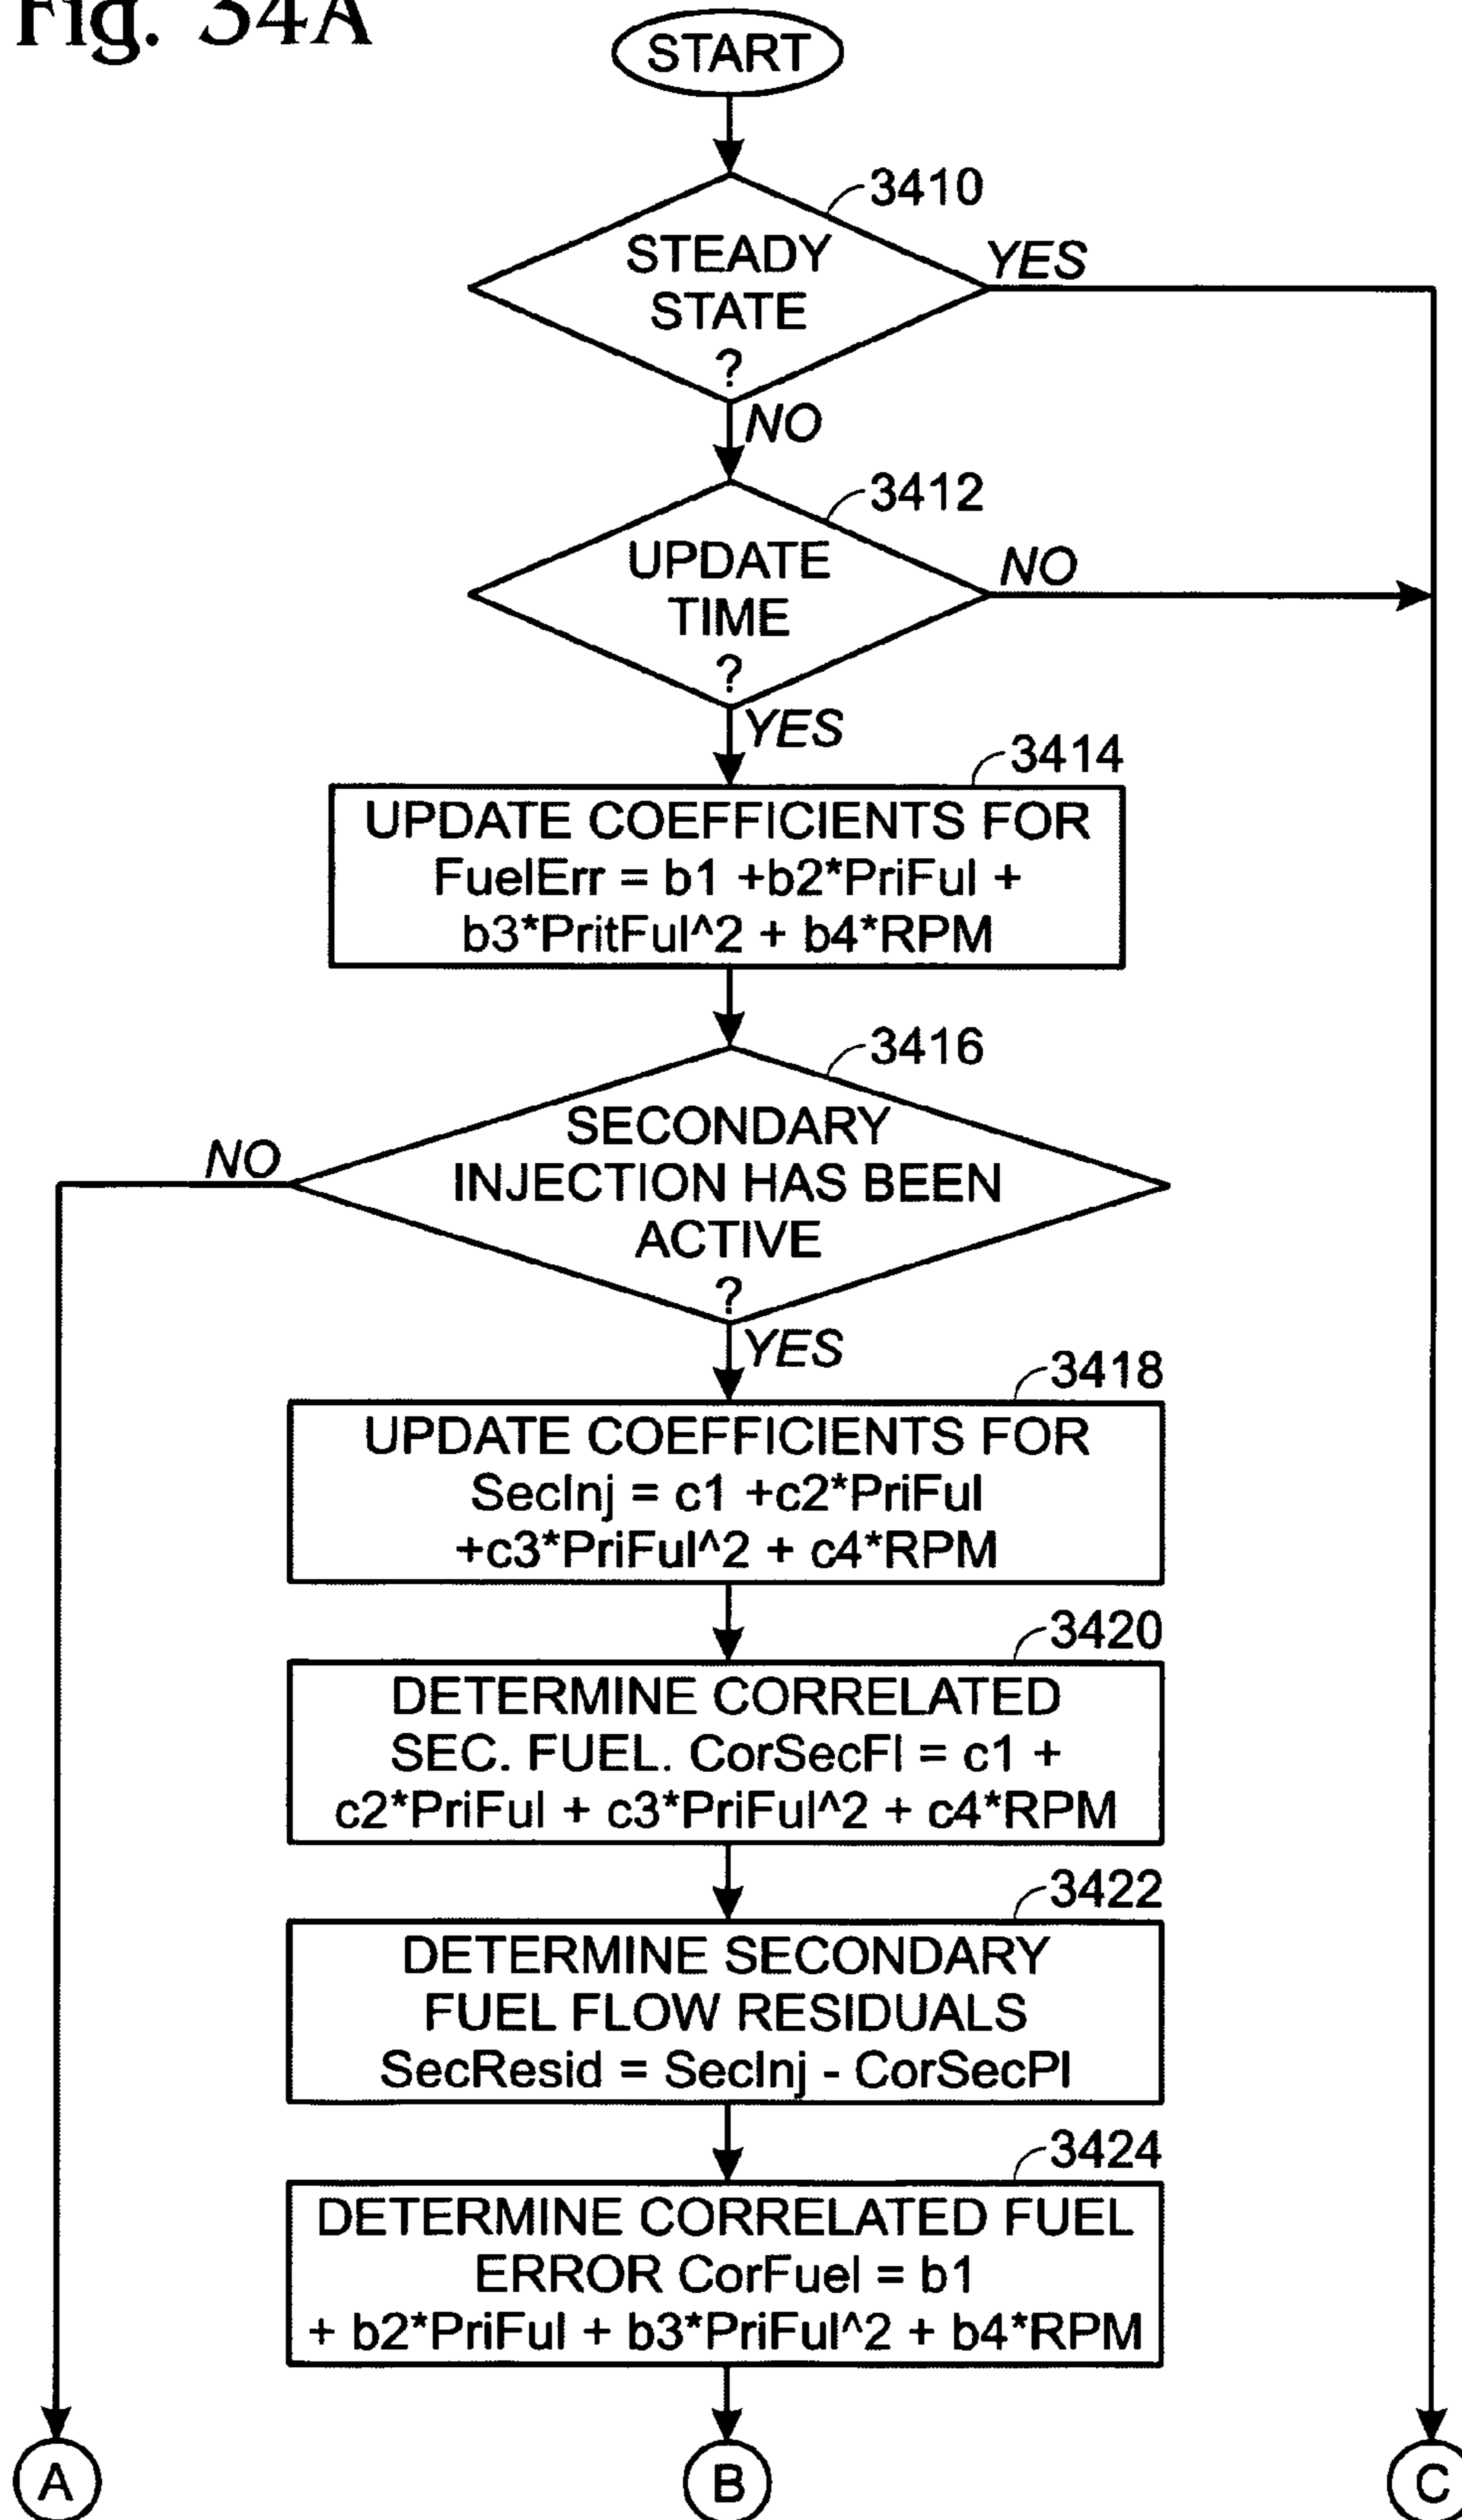 Fig. 34A
START
3410
STEADY
STATE
?
YES
NO
3412
UPDATE
TIME
?
NO
YES
3414
UPDATE COEFFICIENTS FOR
FuelErr = b1 +b2*PriFul +
b3*PritFul^2 + b4*RPM
3416
SECONDARY
INJECTION HAS BEEN
ACTIVE
?
NO
YES
3418
UPDATE COEFFICIENTS FOR
SecInj = c1 +c2*PriFul
+c3*PriFul^2 + c4*RPM
3420
DETERMINE CORRELATED
SEC. FUEL. CorSecFl = c1 +
c2*PriFul + c3*PriFul^2 + c4*RPM
3422
DETERMINE SECONDARY
FUEL FLOW RESIDUALS
SecResid = SecInj - CorSecPl
3424
DETERMINE CORRELATED FUEL
ERROR CorFuel = b1
+ b2*PriFul + b3*PriFul^2 + b4*RPM
A
B
C